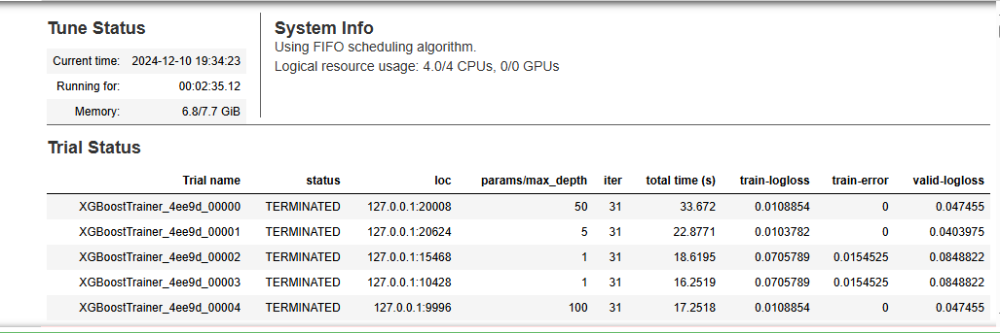 Tune Status
Current time: 2024-12-10 19:34:23
Running for: 00:02:35.12
Memory: 6.8/7.7 GiB
System Info
Using FIFO scheduling algorithm.
Logical resource usage: 4.0/4 CPUs, 0/0 GPUs
Trial Status
Trial name status loc params/max_depth iter total time (s) train-logloss train-error valid-logloss
XGBoostTrainer_4ee9d_00000 TERMINATED 127.0.0.1:20008 50 31 33.672 0.0108854 0 0.047455
XGBoostTrainer_4ee9d_00001 TERMINATED 127.0.0.1:20624 5 31 22.8771 0.0103782 0 0.0403975
XGBoostTrainer_4ee9d_00002 TERMINATED 127.0.0.1:15468 1 31 18.6195 0.0705789 0.0154525 0.0848822
XGBoostTrainer_4ee9d_00003 TERMINATED 127.0.0.1:10428 1 31 16.2519 0.0705789 0.0154525 0.0848822
XGBoostTrainer_4ee9d_00004 TERMINATED 127.0.0.1:9996 100 31 17.2518 0.0108854 0 0.047455